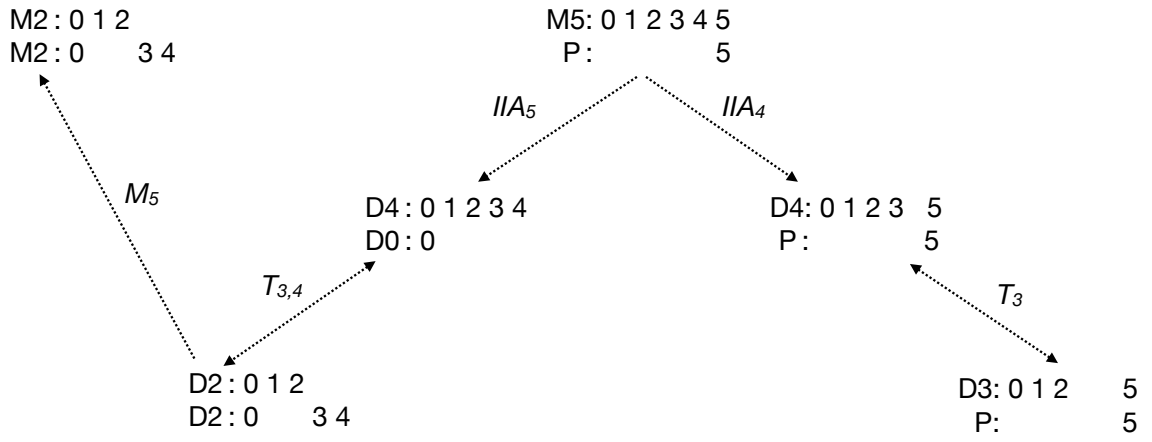 M2 : 0 1 2
M2 : 0 3 4
M5: 0 1 2 3 4 5
P: 5
IIA5
IIA4
M5
D4 : 0 1 2 3 4
D0 : 0
D4: 0 1 2 3 5
P : 5
T3,4
T3
D2 : 0 1 2
D2 : 0 3 4
D3: 0 1 2 5
P: 5